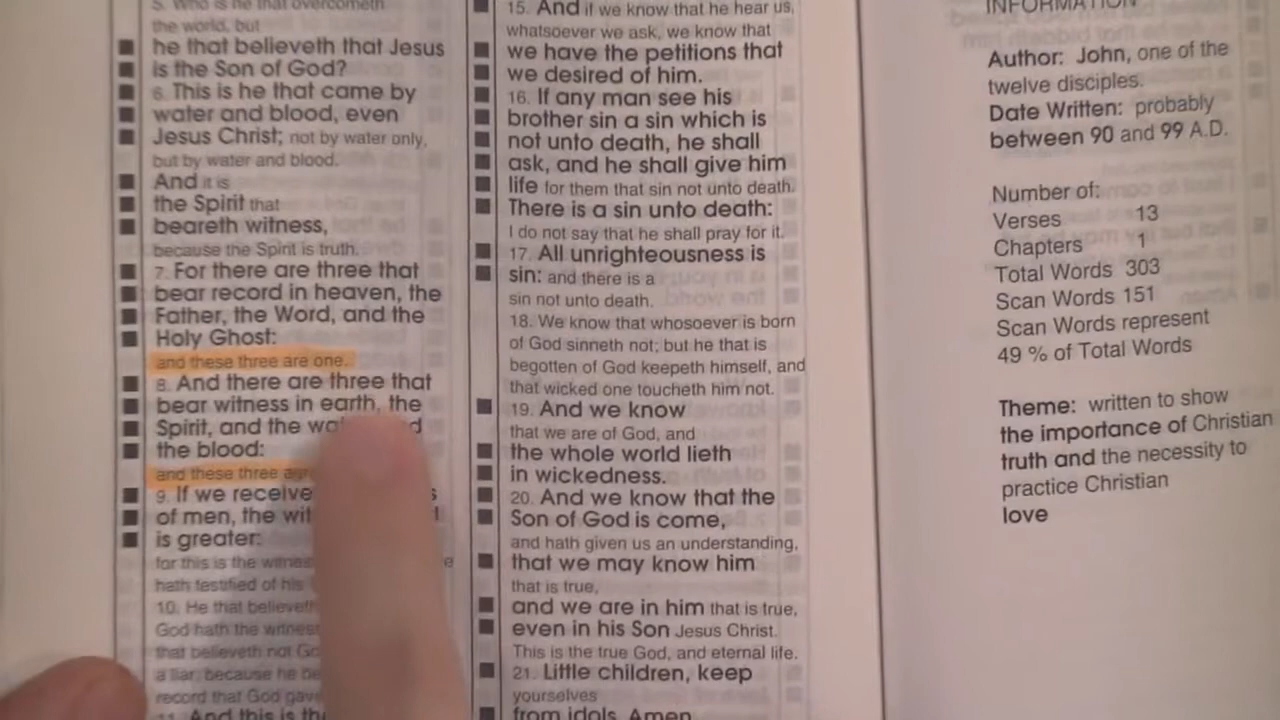 5. Who is he that overcometh
the world, but
he that believeth that Jesus
is the Son of God?
6. This is he that came by
water and blood, even
Jesus Christ; not by water only,
but by water and blood.
And it is
the Spirit that
beareth witness,
because the Spirit is truth.
7. For there are three that
bear record in heaven, the
Father, the Word, and the
Holy Ghost:
and these three are one.
8. And there are three that
bear witness in earth, the
Spirit, and the
the blood:
and these three
9. If we receive
of men, the
is greater:
for this is the
hath testified of his
10. He that believeth
God hath the
that believeth not
a liar; because he
record that God
11. And this is
15. And if we know that he hear us,
whatsoever we ask, we know that
we have the petitions that
we desired of him.
16. If any man see his
brother sin a sin which is
not unto death, he shall
ask, and he shall give him
life for them that sin not unto death.
There is a sin unto death:
I do not say that he shall pray for it.
17. All unrighteousness is
sin: and there is a
sin not unto death.
18. We know that whosoever is born
of God sinneth not; but he that is
begotten of God keepeth himself, and
that wicked one toucheth him not.
19. And we know
that we are of God, and
the whole world lieth
in wickedness.
20. And we know that the
Son of God is come,
and hath given us an understanding,
that we may know him
that is true,
and we are in him that is true,
even in his Son Jesus Christ.
This is the true God, and eternal life.
21. Little children, keep
yourselves
from idols. Amen.
INFORMATION
Author: John, one of the
twelve disciples.
Date Written: probably
between 90 and 99 A.D.
Number of:
Verses 13
Chapters 1
Total Words 303
Scan Words 151
Scan Words represent
49 % of Total Words
Theme: written to show
the importance of Christian
truth and the necessity to
practice Christian
love